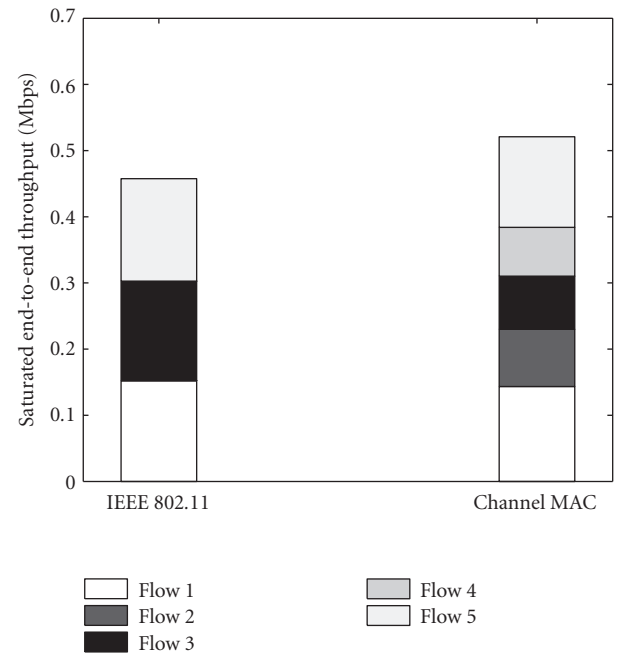 0.7
0.6
0.5
0.4
0.3
0.2
0.1
0
Saturated end-to-end throughput (Mbps)
IEEE 802.11
Channel MAC
Flow 1
Flow 2
Flow 3
Flow 4
Flow 5